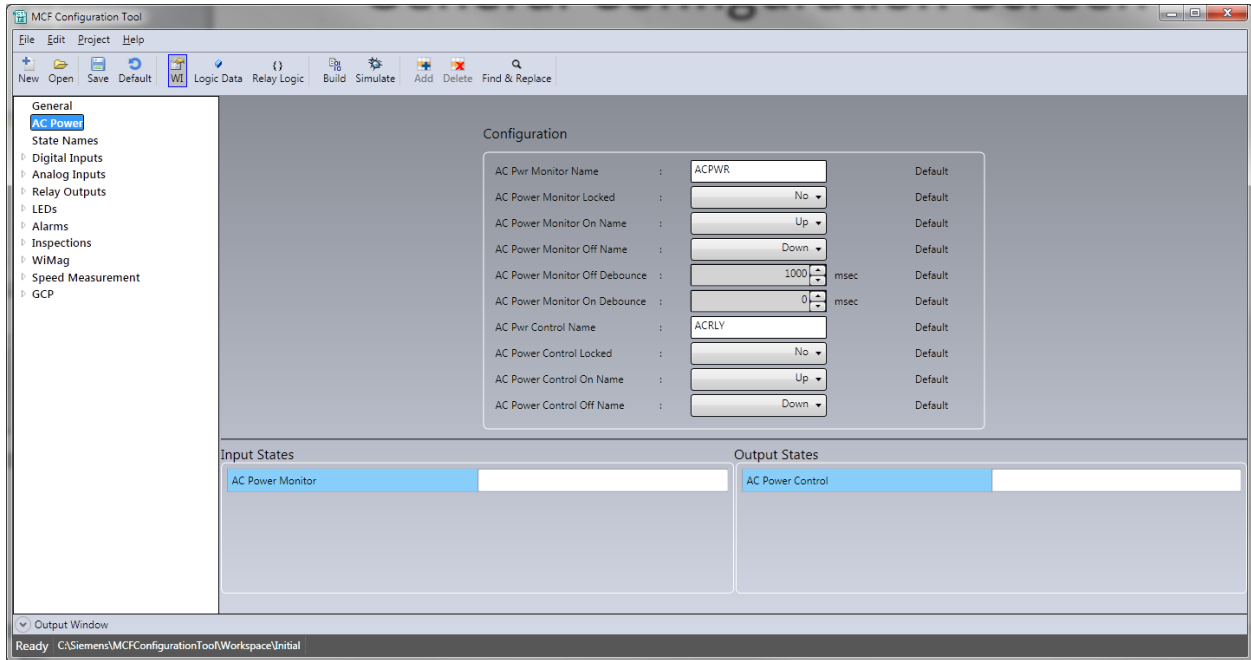 General Configuration Screen
MCF Configuration Tool
File Edit Project Help
New Open Save Default WI Logic Data Relay Logic Build Simulate Add Delete Find & Replace
General
AC Power
State Names
Digital Inputs
Analog Inputs
Relay Outputs
LEDs
Alarms
Inspections
WiMag
Speed Measurement
GCP
Configuration
AC Pwr Monitor Name : ACPWR Default
AC Power Monitor Locked : No Default
AC Power Monitor On Name : Up Default
AC Power Monitor Off Name : Down Default
AC Power Monitor Off Debounce : 1000 msec Default
AC Power Monitor On Debounce : 0 msec Default
AC Pwr Control Name : ACRLY Default
AC Power Control Locked : No Default
AC Power Control On Name : Up Default
AC Power Control Off Name : Down Default
Input States Output States
AC Power Monitor AC Power Control
Output Window
Ready C:\Siemens\MCFConfigurationTool\Workspace\Initial